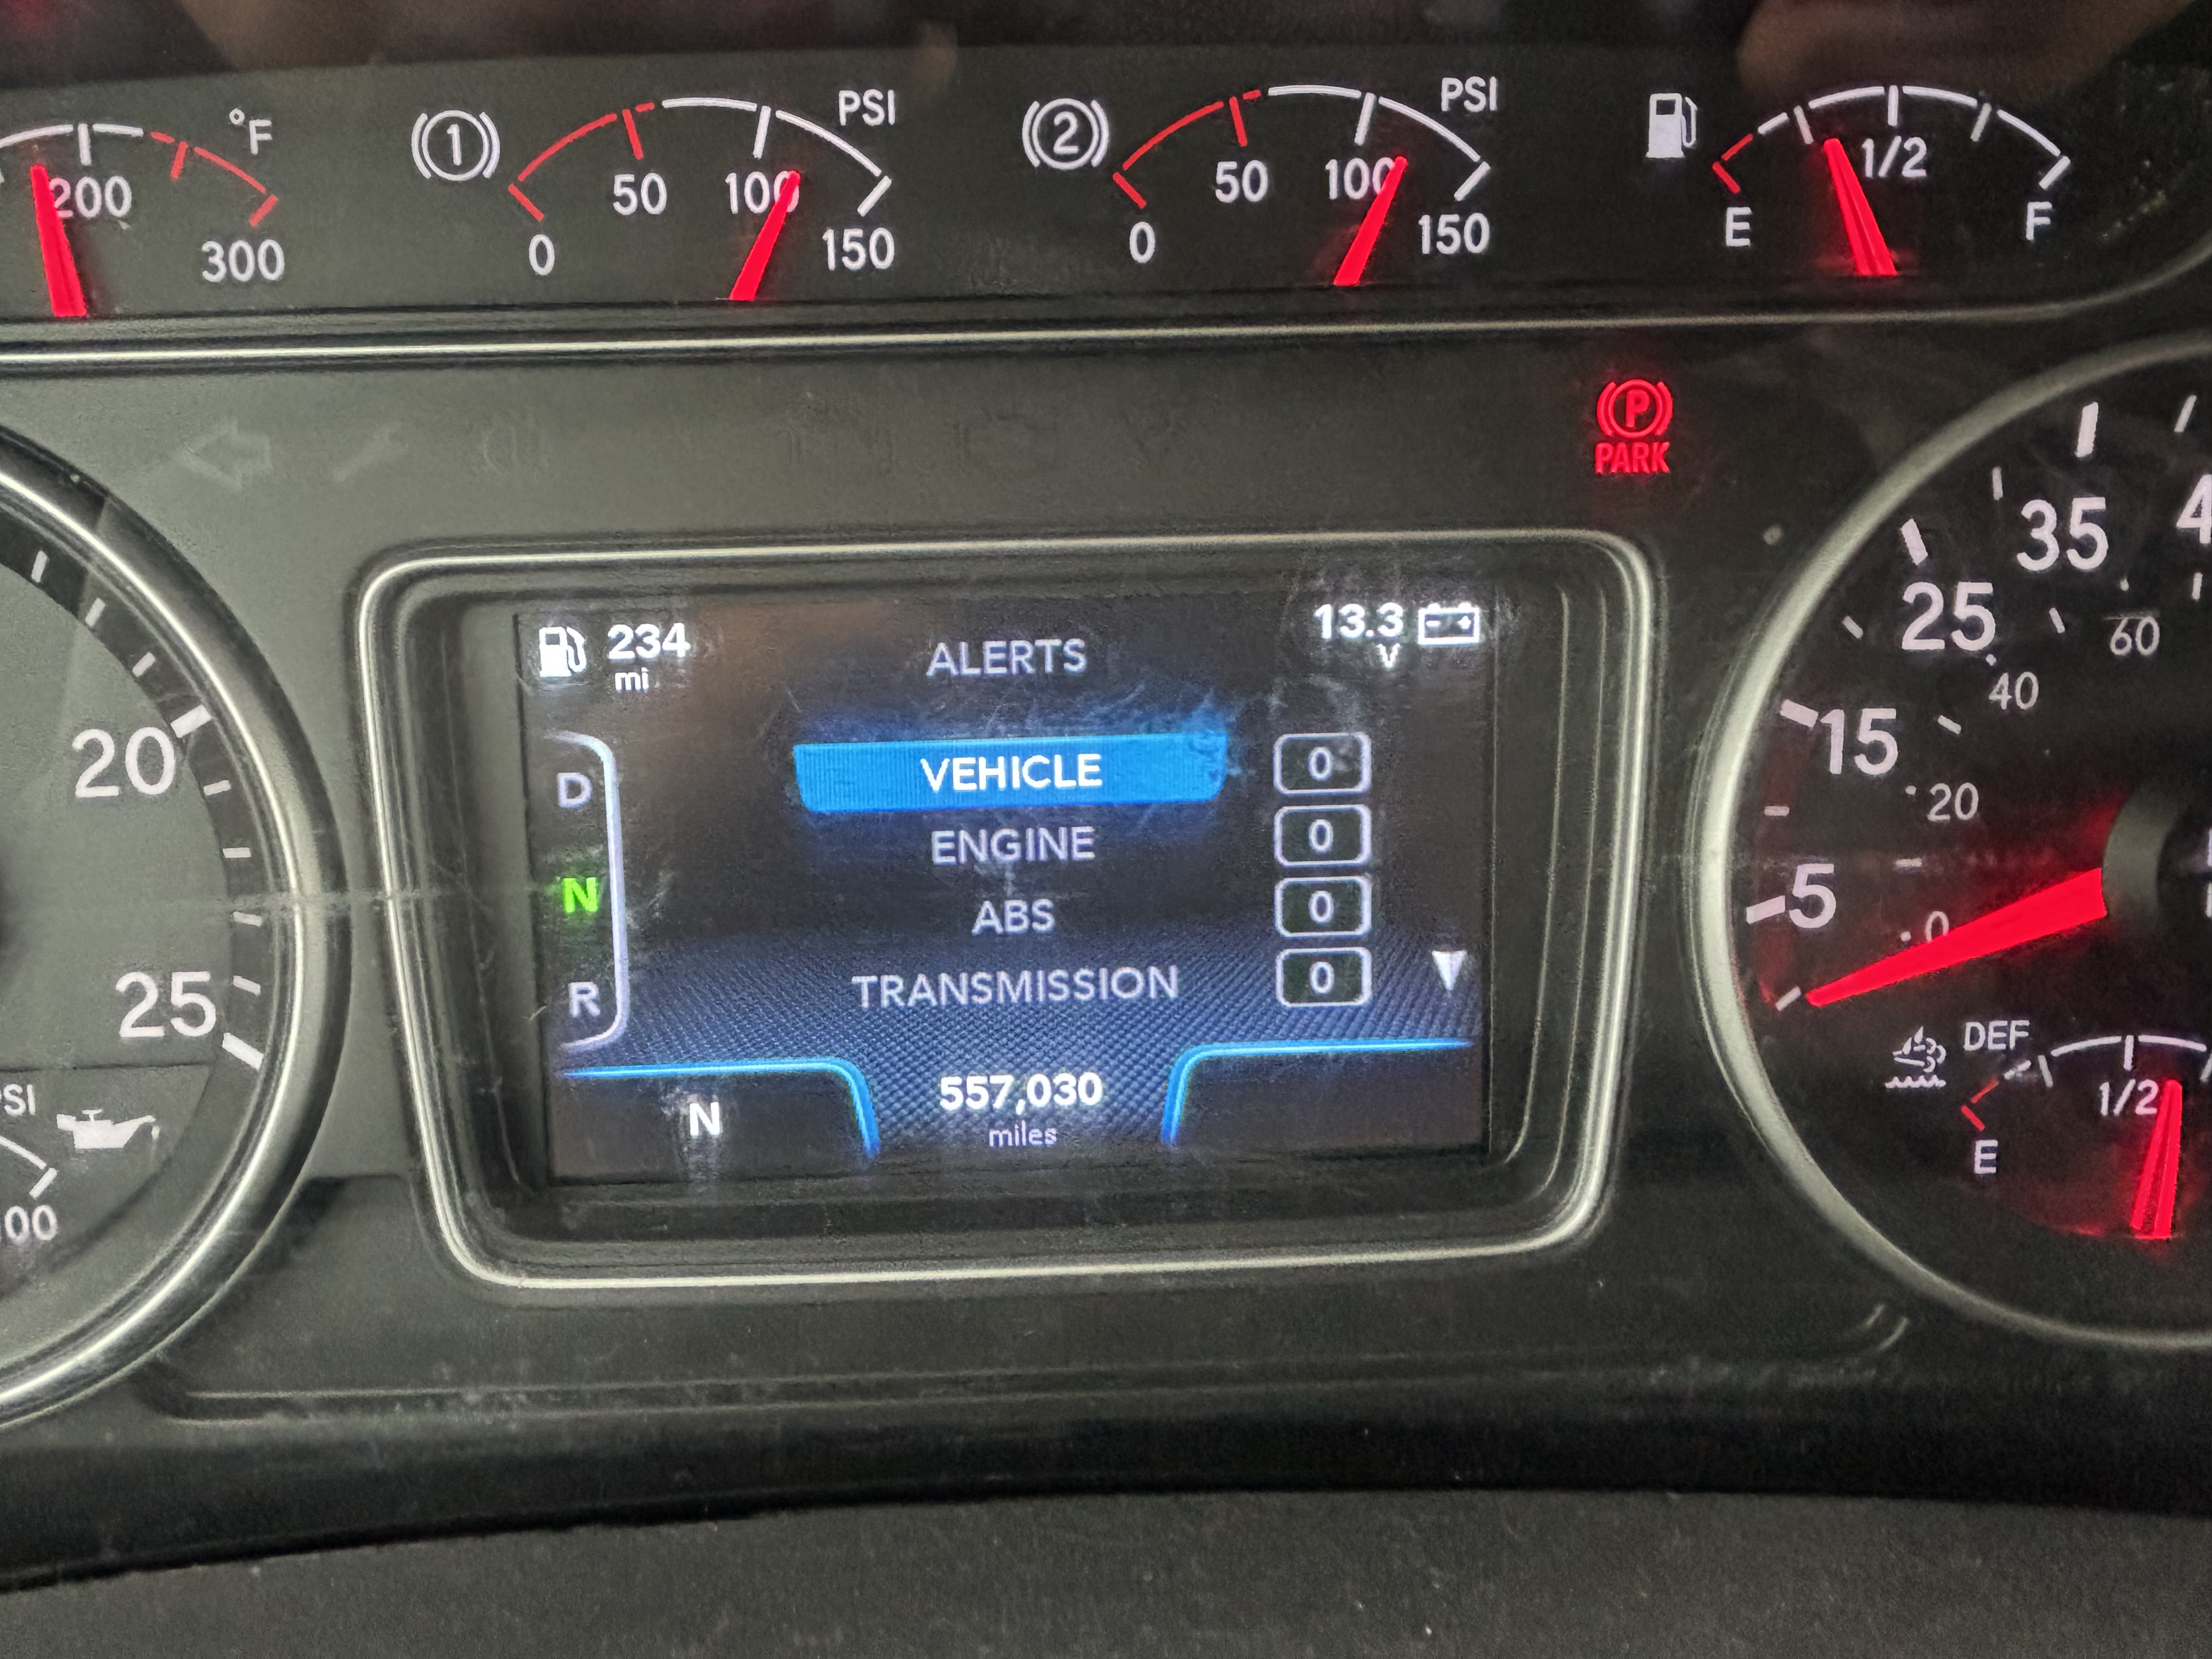 °F
200
300
1
PSI
0
50
100
150
2
PSI
0
50
100
150
E
1/2
F
P
PARK
20
25
PSI
234
mi
ALERTS
13.3
V
VEHICLE 0
ENGINE 0
ABS 0
TRANSMISSION 0
D
N
R
N
557,030
miles
35
25
15
5
60
40
20
0
DEF
E
1/2